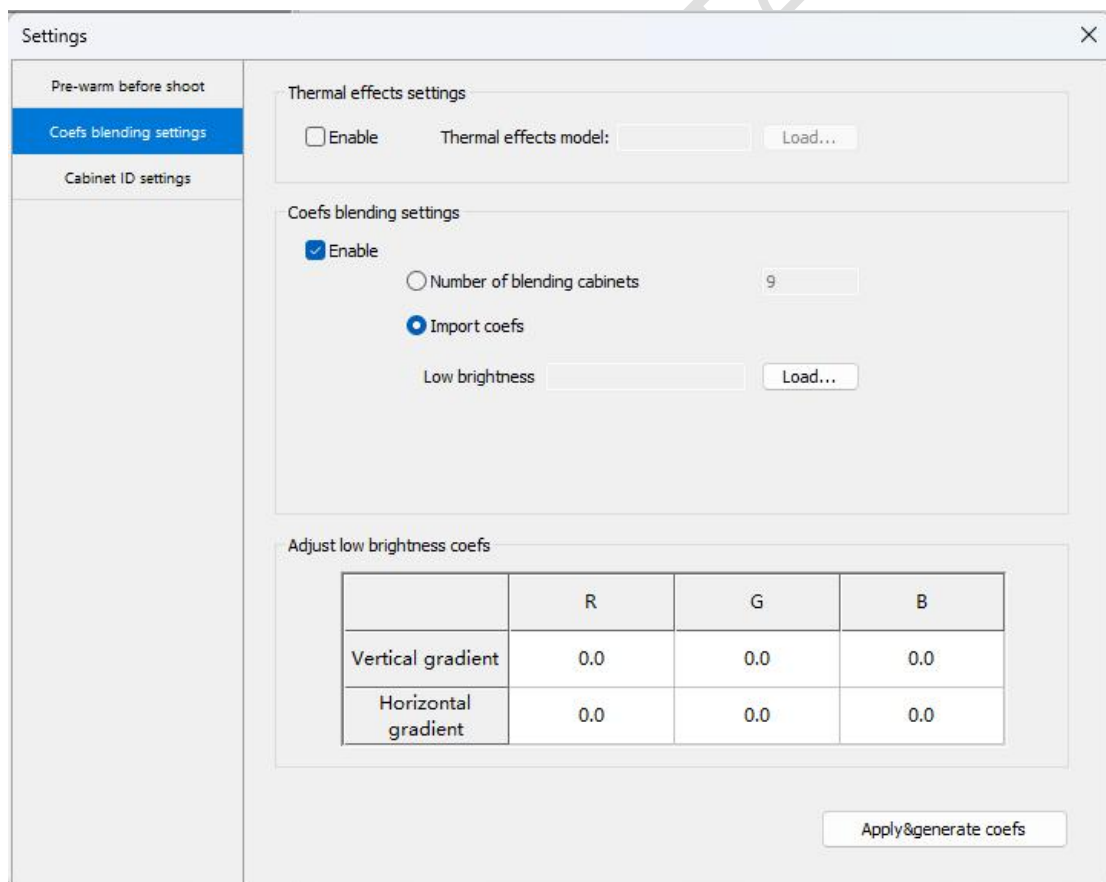 Settings
Pre-warm before shoot
Coefs blending settings
Cabinet ID settings
Thermal effects settings
Enable Thermal effects model: Load...
Coefs blending settings
Enable
Number of blending cabinets 9
Import coefs
Low brightness Load...
Adjust low brightness coefs
R G B
Vertical gradient 0.0 0.0 0.0
Horizontal
gradient 0.0 0.0 0.0
Apply&generate coefs